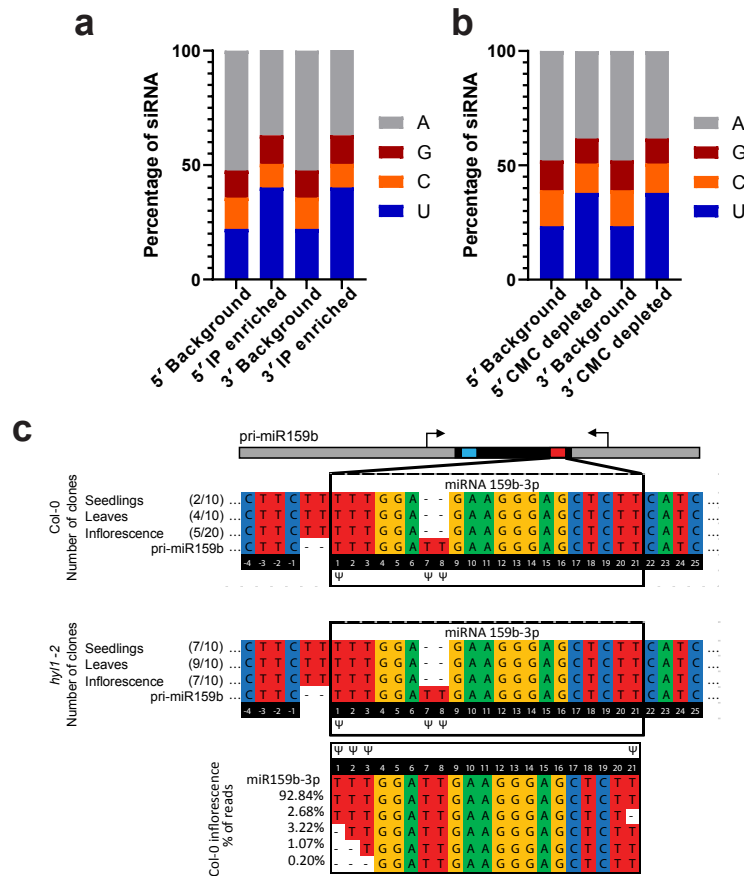 a
b
100
50
0
Percentage of siRNA
A
G
C
U
5′ Background
5′ IP enriched
3′ Background
3′ IP enriched
100
50
0
Percentage of siRNA
A
G
C
U
5′ Background
5′ CMC depleted
3′ Background
3′ CMC depleted
c
pri-miR159b
miRNA 159b-3p
Col-0
Number of clones
Seedlings (2/10) ... C T T C T T T T T G G A - - G A A G G G A G C T C T T C A T C ...
Leaves (4/10) ... C T T C T T T T T G G A - - G A A G G G A G C T C T T C A T C ...
Inflorescence (5/20) ... C T T C T T T T T G G A - - G A A G G G A G C T C T T C A T C ...
pri-miR159b ... C T T C - - T T T G G A T T G A A G G G A G C T C T T C A T C ...
-4 -3 -2 -1 1 2 3 4 5 6 7 8 9 10 11 12 13 14 15 16 17 18 19 20 21 22 23 24 25
Ψ Ψ Ψ
miRNA 159b-3p
hyl1-2
Number of clones
Seedlings (7/10) ... C T T C T T T T T G G A - - G A A G G G A G C T C T T C A T C ...
Leaves (9/10) ... C T T C T T T T T G G A - - G A A G G G A G C T C T T C A T C ...
Inflorescence (7/10) ... C T T C T T T T T G G A - - G A A G G G A G C T C T T C A T C ...
pri-miR159b ... C T T C - - T T T G G A T T G A A G G G A G C T C T T C A T C ...
-4 -3 -2 -1 1 2 3 4 5 6 7 8 9 10 11 12 13 14 15 16 17 18 19 20 21 22 23 24 25
Ψ Ψ Ψ
Ψ Ψ Ψ Ψ
1 2 3 4 5 6 7 8 9 10 11 12 13 14 15 16 17 18 19 20 21
Col-0 inflorescence
% of reads
miR159b-3p T T T G G A T T G A A G G G A G C T C T T
92.84% T T T G G A T T G A A G G G A G C T C T T
2.68% T T T G G A T T G A A G G G A G C T C T -
3.22% - T T G G A T T G A A G G G A G C T C T T
1.07% - - T G G A T T G A A G G G A G C T C T T
0.20% - - - G G A T T G A A G G G A G C T C T T